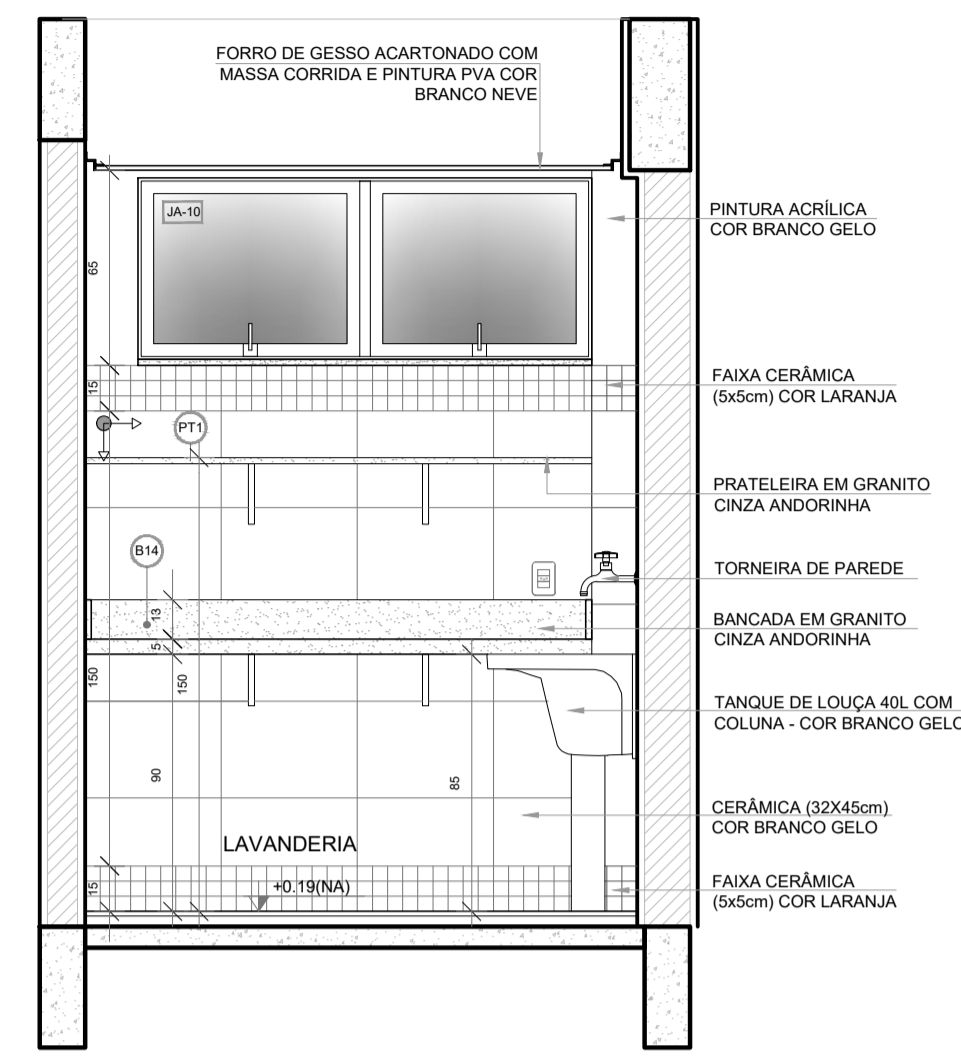 FORRO DE GESSO ACARTONADO COM
MASSA CORRIDA E PINTURA PVA COR
BRANCO NEVE
JA-10
PINTURA ACRÍLICA
COR BRANCO GELO
65
FAIXA CERÂMICA
(5x5cm) COR LARANJA
15
PT1
PRATELEIRA EM GRANITO
CINZA ANDORINHA
B14
TORNEIRA DE PAREDE
13
BANCADA EM GRANITO
CINZA ANDORINHA
5
150
150
TANQUE DE LOUÇA 40L COM
COLUNA - COR BRANCO GELO
90
85
CERÂMICA (32X45cm)
COR BRANCO GELO
LAVANDERIA
15
+0.19(NA)
FAIXA CERÂMICA
(5x5cm) COR LARANJA